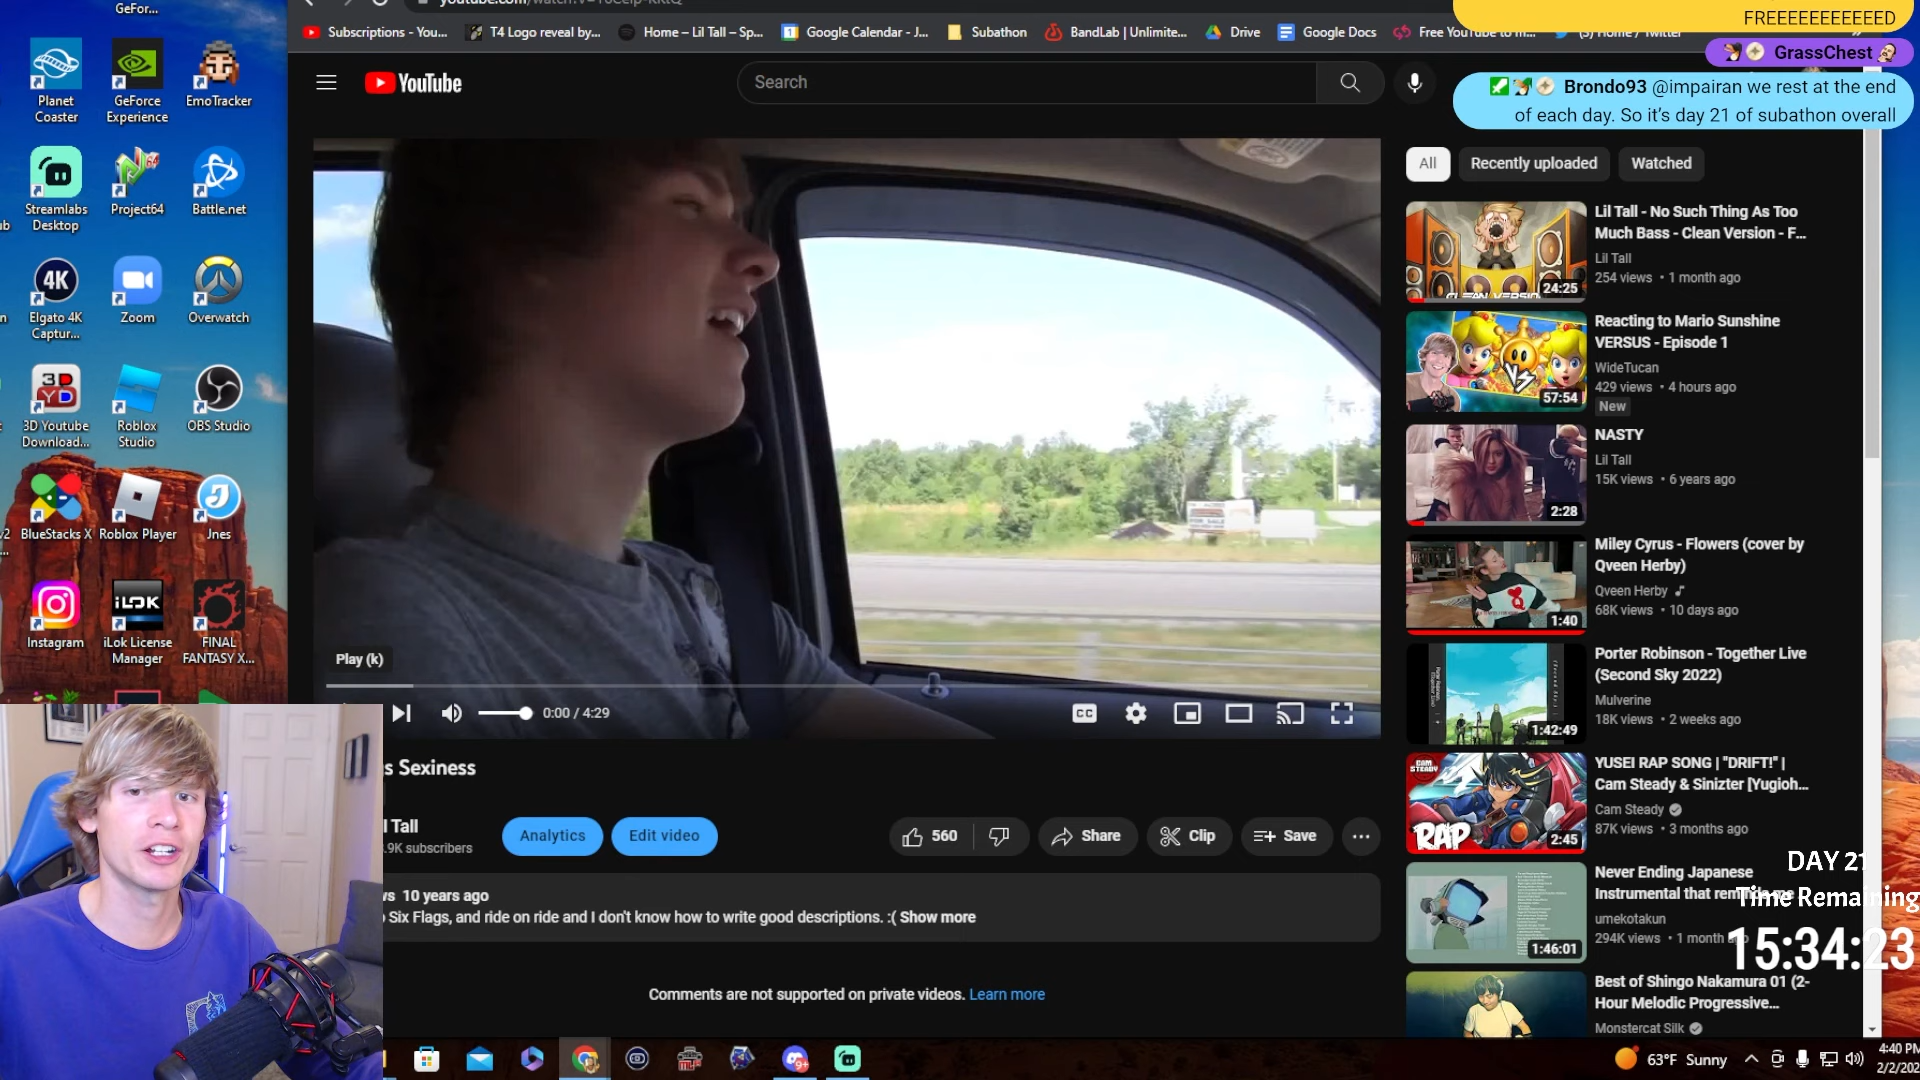 GeFor...
Planet
Coaster
GeForce
Experience
EmoTracker
Streamlabs
Desktop
Project64
Battle.net
Elgato 4K
Captur...
Zoom
Overwatch
3D Youtube
Download...
Roblox
Studio
OBS Studio
BlueStacks X
Roblox Player
Jnes
Instagram
iLok License
Manager
FINAL
FANTASY X...
Subscriptions - You...
T4 Logo reveal by...
Home – Lil Tall – Sp...
Google Calendar - J...
Subathon
BandLab | Unlimite...
Drive
Google Docs
FREEEEEEEEEEED
GrassChest
Brondo93 @impairan we rest at the end
of each day. So it's day 21 of subathon overall
YouTube
Search
All
Recently uploaded
Watched
Play (k)
0:00 / 4:29
s Sexiness
l Tall
.9K subscribers
Analytics
Edit video
560
Share
Clip
Save
10 years ago
Six Flags, and ride on ride and I don't know how to write good descriptions. :( Show more
Comments are not supported on private videos. Learn more
24:25
Lil Tall - No Such Thing As Too
Much Bass - Clean Version - F...
Lil Tall
254 views • 1 month ago
57:54
Reacting to Mario Sunshine
VERSUS - Episode 1
WideTucan
429 views • 4 hours ago
New
2:28
NASTY
Lil Tall
15K views • 6 years ago
1:40
Miley Cyrus - Flowers (cover by
Qveen Herby)
Qveen Herby
68K views • 10 days ago
1:42:49
Porter Robinson - Together Live
(Second Sky 2022)
Mulverine
18K views • 2 weeks ago
CAM
STEADY
RAP
2:45
YUSEI RAP SONG | "DRIFT!" |
Cam Steady & Sinizter [Yugioh...
Cam Steady
87K views • 3 months ago
1:46:01
Never Ending Japanese
Instrumental that
umekotakun
294K views • 1 month
Best of Shingo Nakamura 01 (2-
Hour Melodic Progressive...
Monstercat Silk
DAY 21
Time Remaining
15:34:23
63°F Sunny
4:40 PM
2/2/202